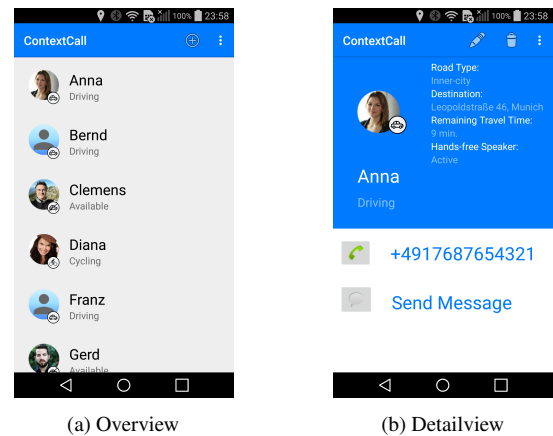 100% 23:58
ContextCall
Anna
Driving
Bernd
Driving
Clemens
Available
Diana
Cycling
Franz
Driving
Gerd
Available
(a) Overview
100% 23:58
ContextCall
Road Type:
Inner-city
Destination:
Leopoldstraße 46, Munich
Remaining Travel Time:
9 min.
Hands-free Speaker:
Active
Anna
Driving
+4917687654321
Send Message
(b) Detailview